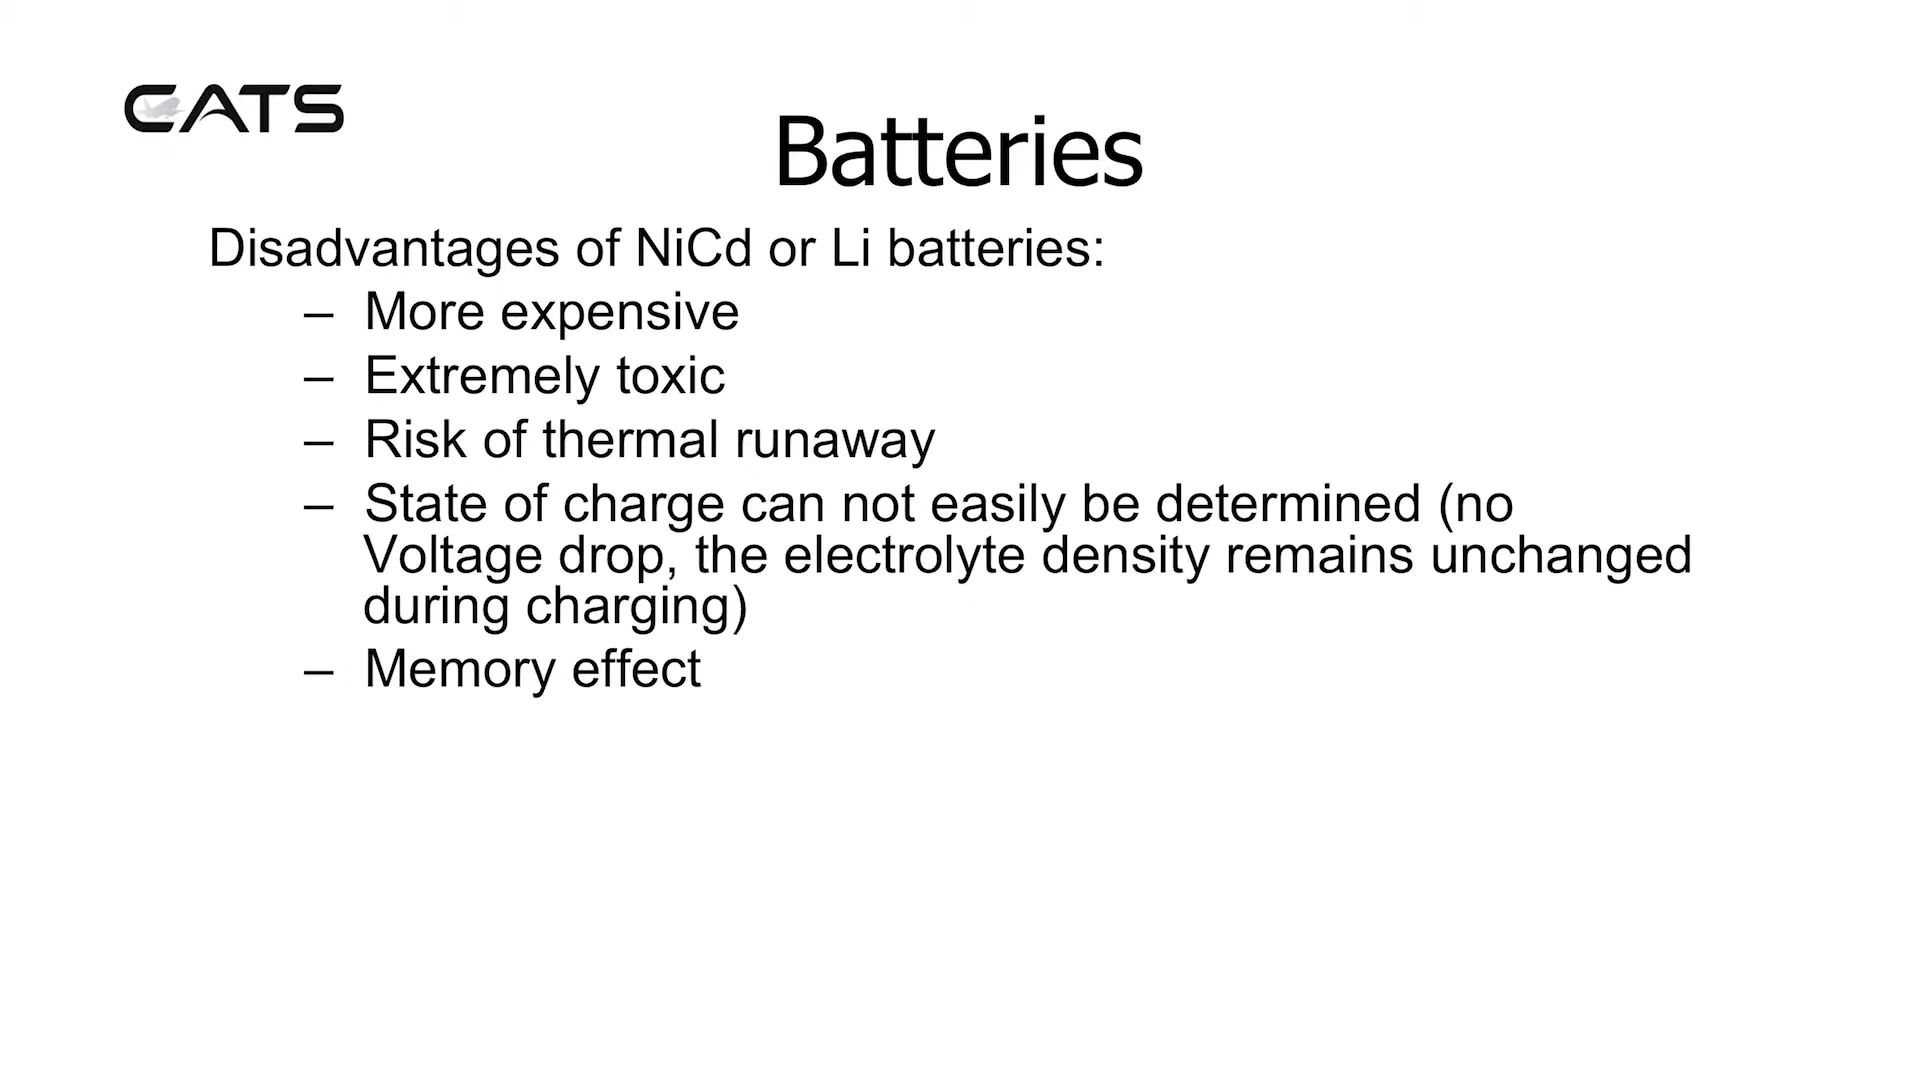 CATS
Batteries
Disadvantages of NiCd or Li batteries:
– More expensive
– Extremely toxic
– Risk of thermal runaway
– State of charge can not easily be determined (no
Voltage drop, the electrolyte density remains unchanged
during charging)
– Memory effect